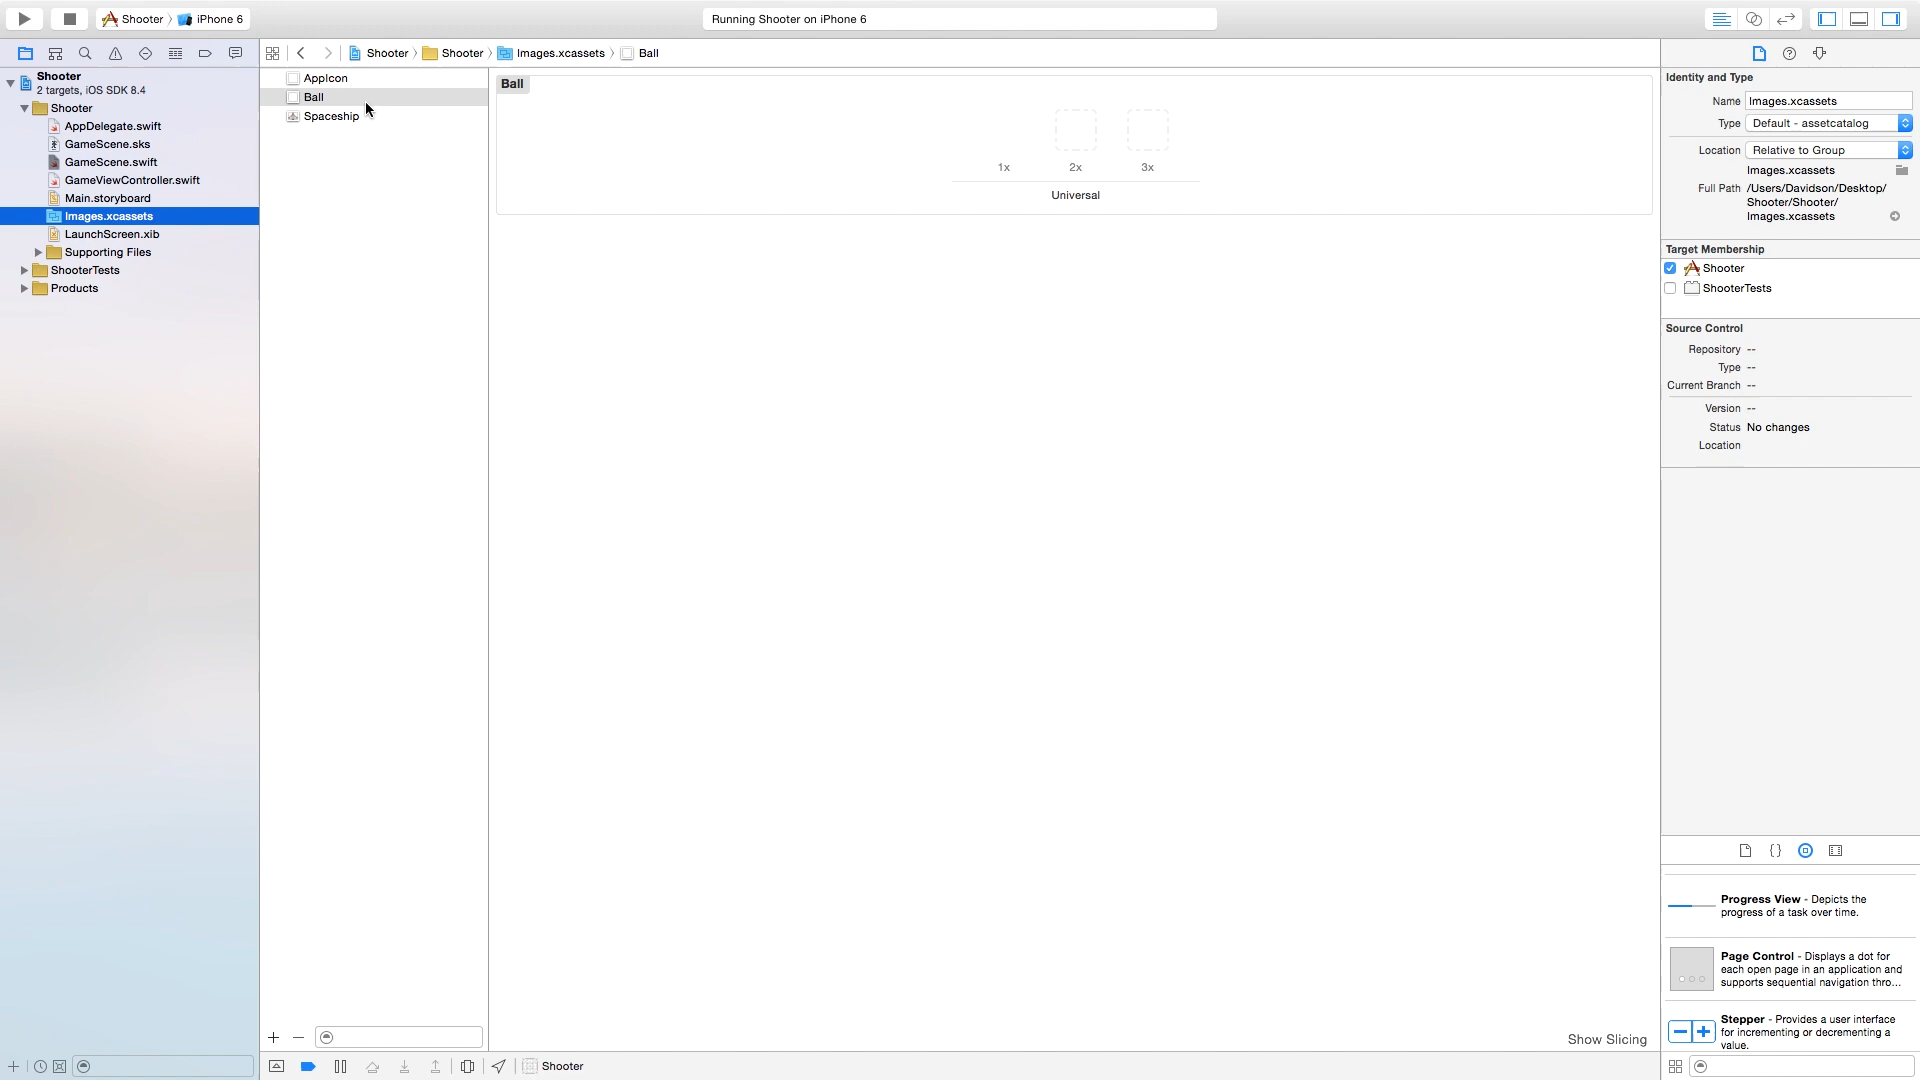 Shooter
iPhone 6
Running Shooter on iPhone 6
Shooter
Shooter
Images.xcassets
Ball
Shooter
2 targets, iOS SDK 8.4
Shooter
AppDelegate.swift
GameScene.sks
GameScene.swift
GameViewController.swift
Main.storyboard
Images.xcassets
LaunchScreen.xib
Supporting Files
ShooterTests
Products
AppIcon
Ball
Spaceship
Ball
1x
2x
3x
Universal
Show Slicing
Shooter
Identity and Type
Name Images.xcassets
Type Default - assetcatalog
Location Relative to Group
Images.xcassets
Full Path /Users/Davidson/Desktop/
Shooter/Shooter/
Images.xcassets
Target Membership
Shooter
ShooterTests
Source Control
Repository --
Type --
Current Branch --
Version --
Status No changes
Location
{}
Progress View - Depicts the
progress of a task over time.
Page Control - Displays a dot for
each open page in an application and
supports sequential navigation thro...
Stepper - Provides a user interface
for incrementing or decrementing a
value.